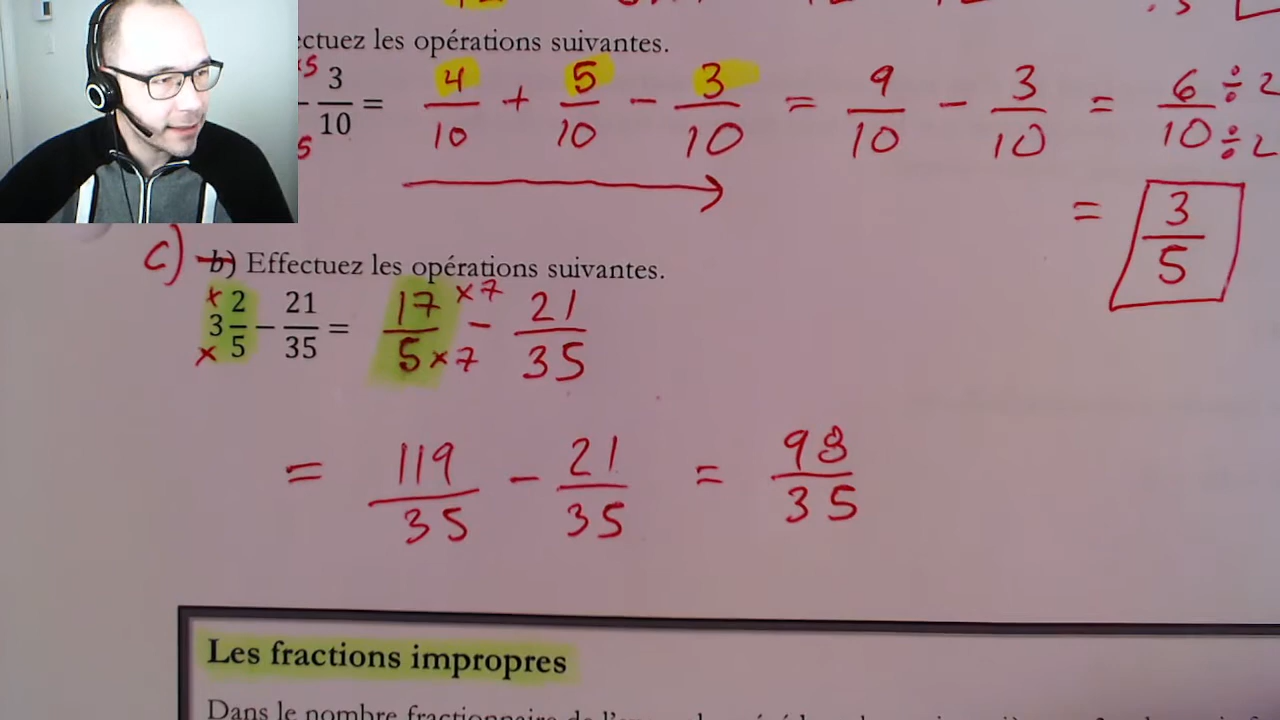 ectuez les opérations suivantes.
3/10 = 4/10 + 5/10 - 3/10 = 9/10 - 3/10 = 6÷2/10÷2
= 3/5
c) b) Effectuez les opérations suivantes.
3 2/5 - 21/35 = 17×7/5×7 - 21/35
= 119/35 - 21/35 = 98/35
Les fractions impropres